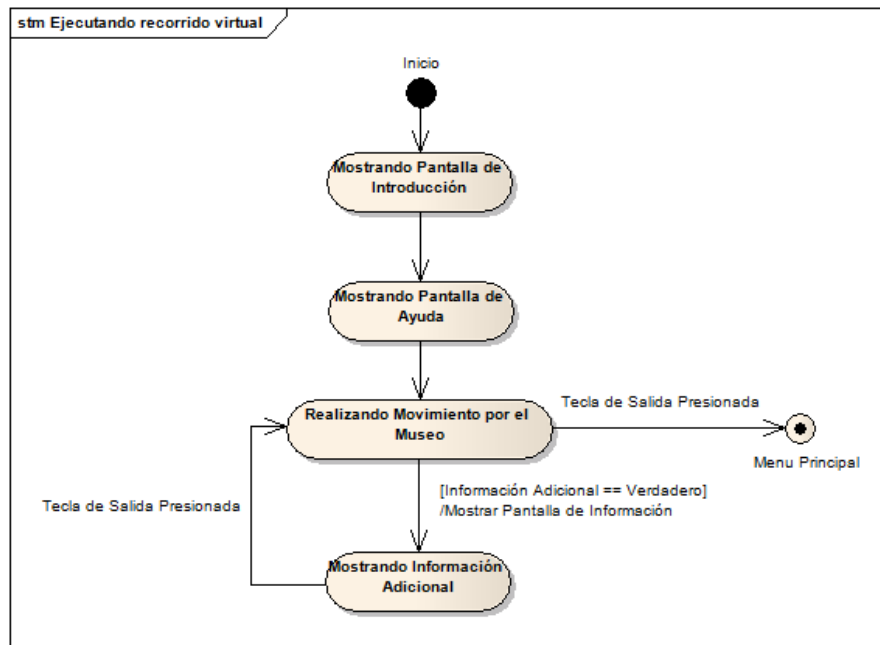 stm Ejecutando recorrido virtual
Inicio
Mostrando Pantalla de
Introducción
Mostrando Pantalla de
Ayuda
Realizando Movimiento por el
Museo
Tecla de Salida Presionada
Menu Principal
[Información Adicional == Verdadero]
/Mostrar Pantalla de Información
Tecla de Salida Presionada
Mostrando Información
Adicional